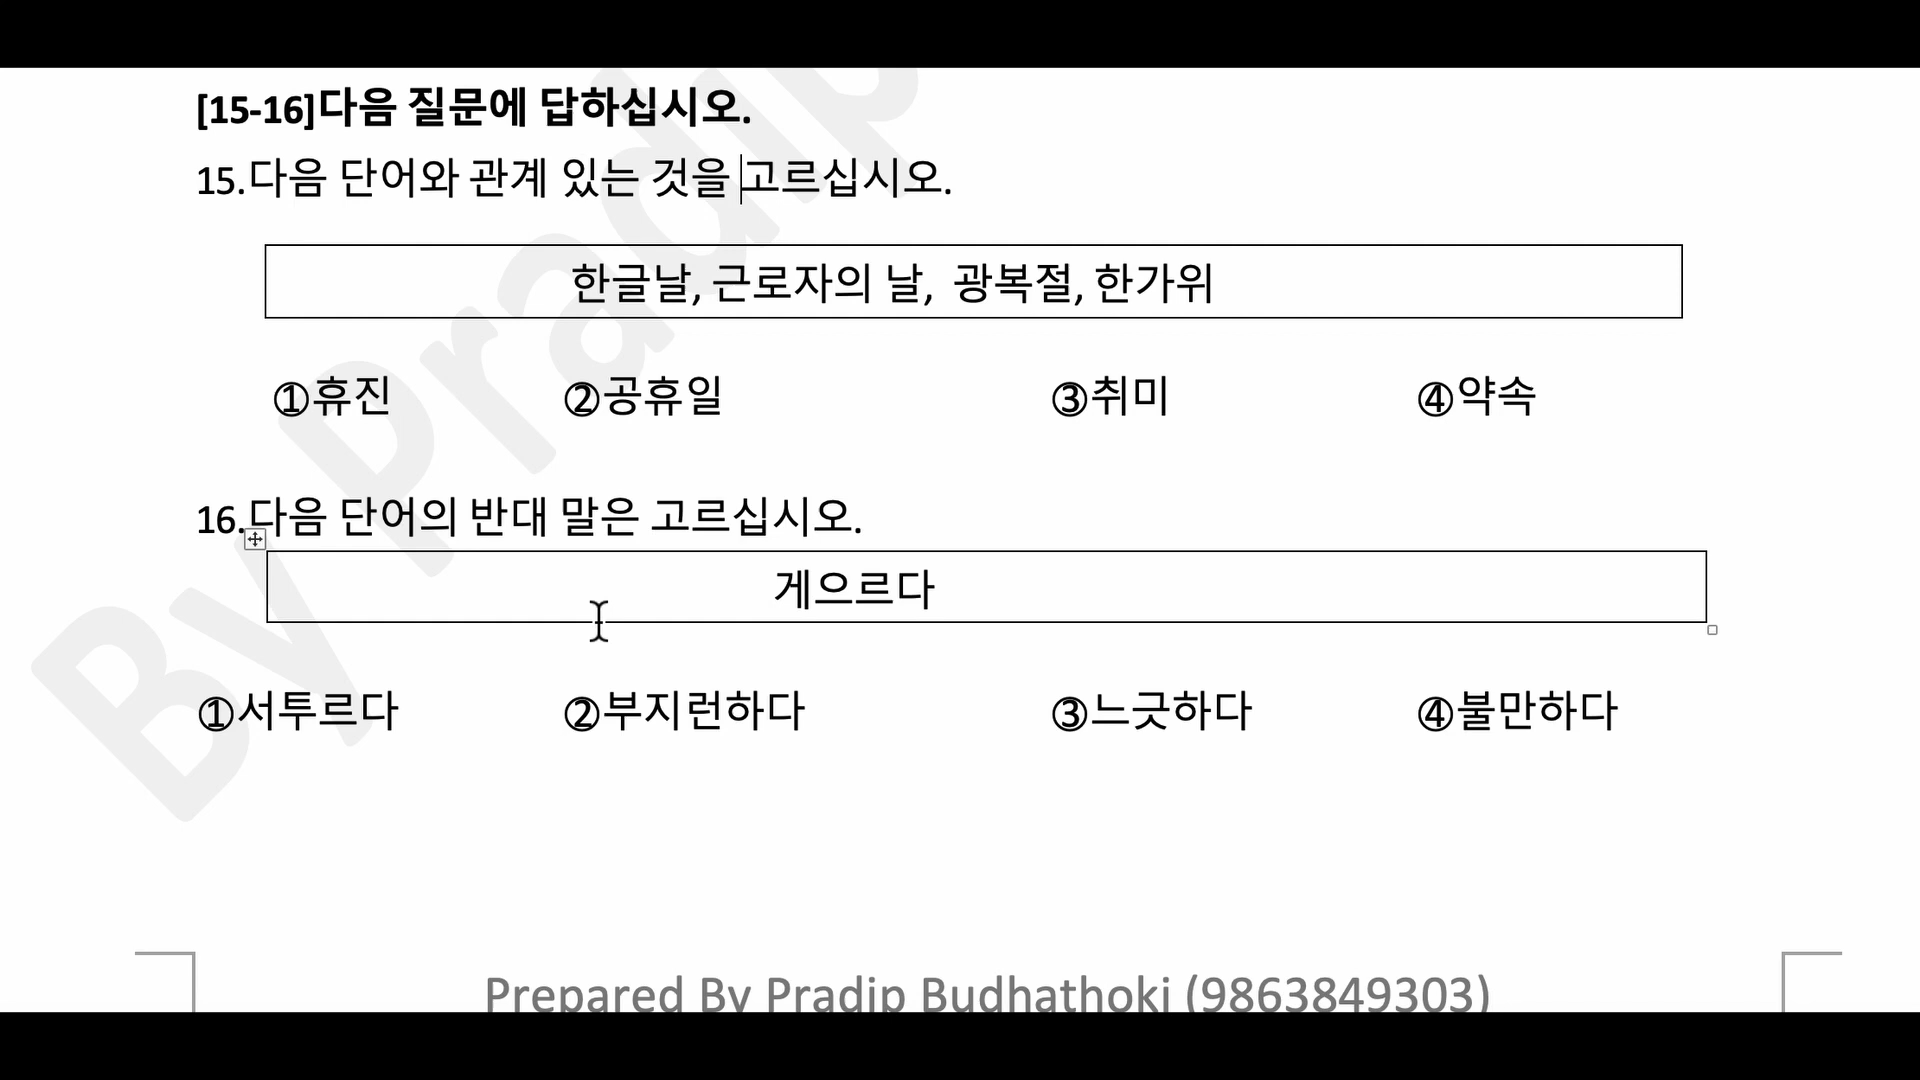 [15-16]다음 질문에 답하십시오.
15.다음 단어와 관계 있는 것을 고르십시오.
한글날, 근로자의 날, 광복절, 한가위
①휴진 ②공휴일 ③취미 ④약속
16.다음 단어의 반대 말은 고르십시오.
게으르다
①서투르다 ②부지런하다 ③느긋하다 ④불만하다
Prepared By Pradip Budhathoki (9863849303)
By Pradip